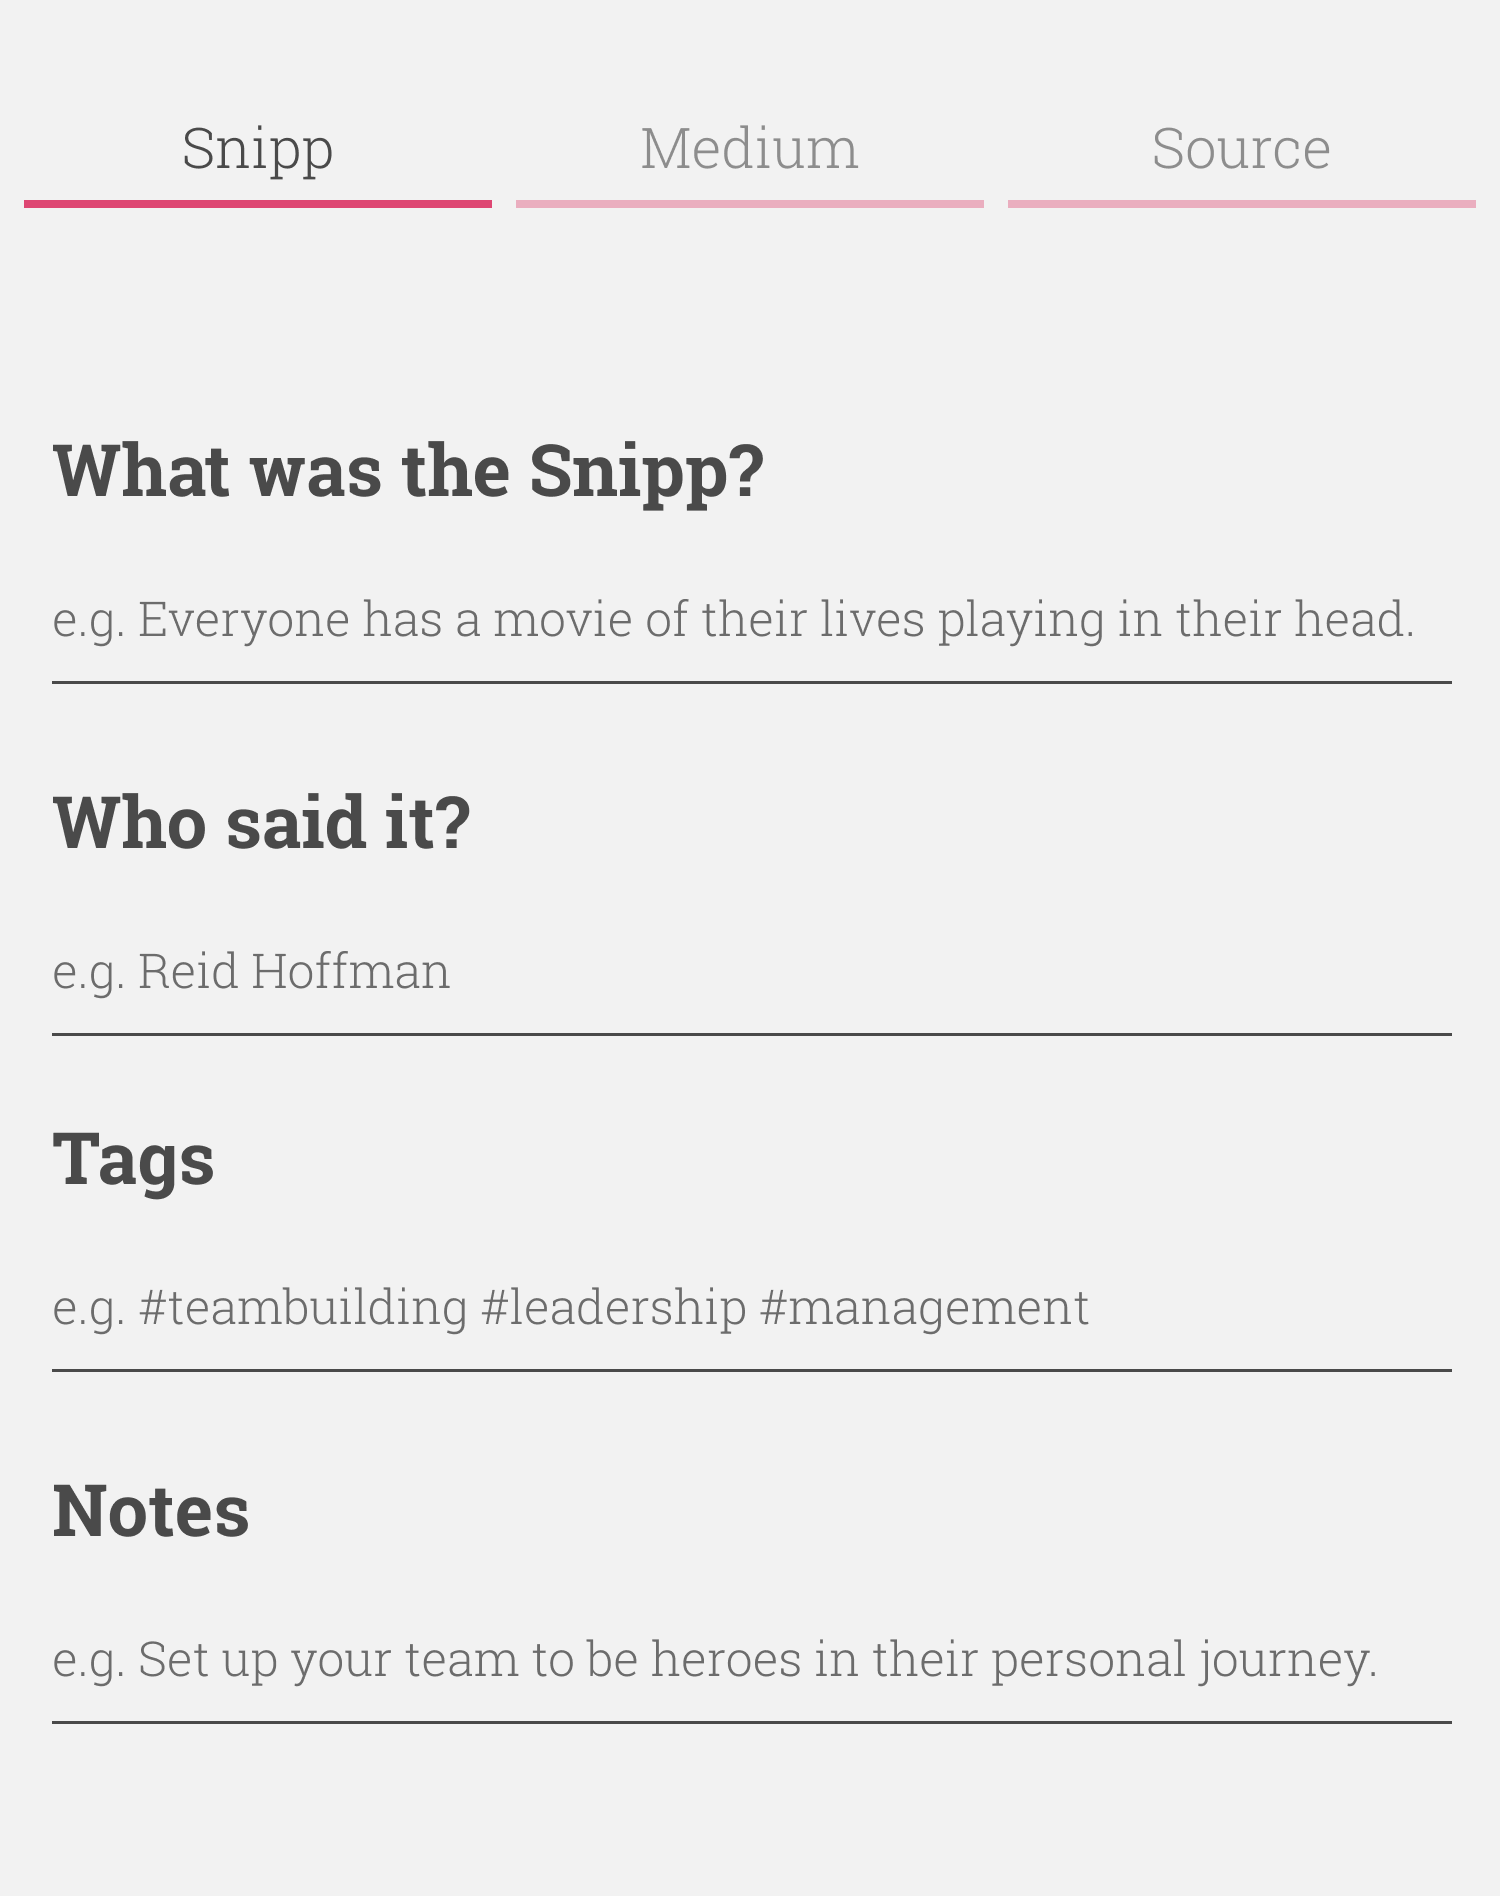 Snipp Medium Source
What was the Snipp?
e.g. Everyone has a movie of their lives playing in their head.
Who said it?
e.g. Reid Hoffman
Tags
e.g. #teambuilding #leadership #management
Notes
e.g. Set up your team to be heroes in their personal journey.